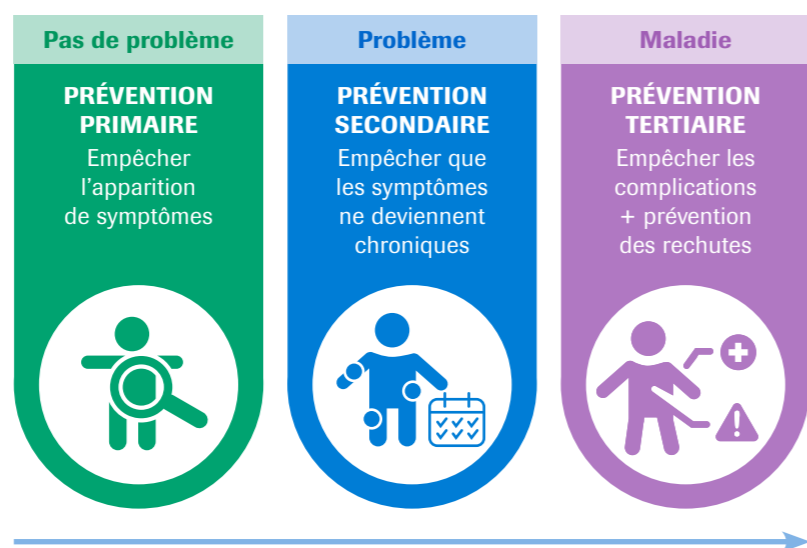 Pas de problème
PRÉVENTION
PRIMAIRE
Empêcher
l’apparition
de symptômes
Problème
PRÉVENTION
SECONDAIRE
Empêcher que
les symptômes
ne deviennent
chroniques
Maladie
PRÉVENTION
TERTIAIRE
Empêcher les
complications
+ prévention
des rechutes